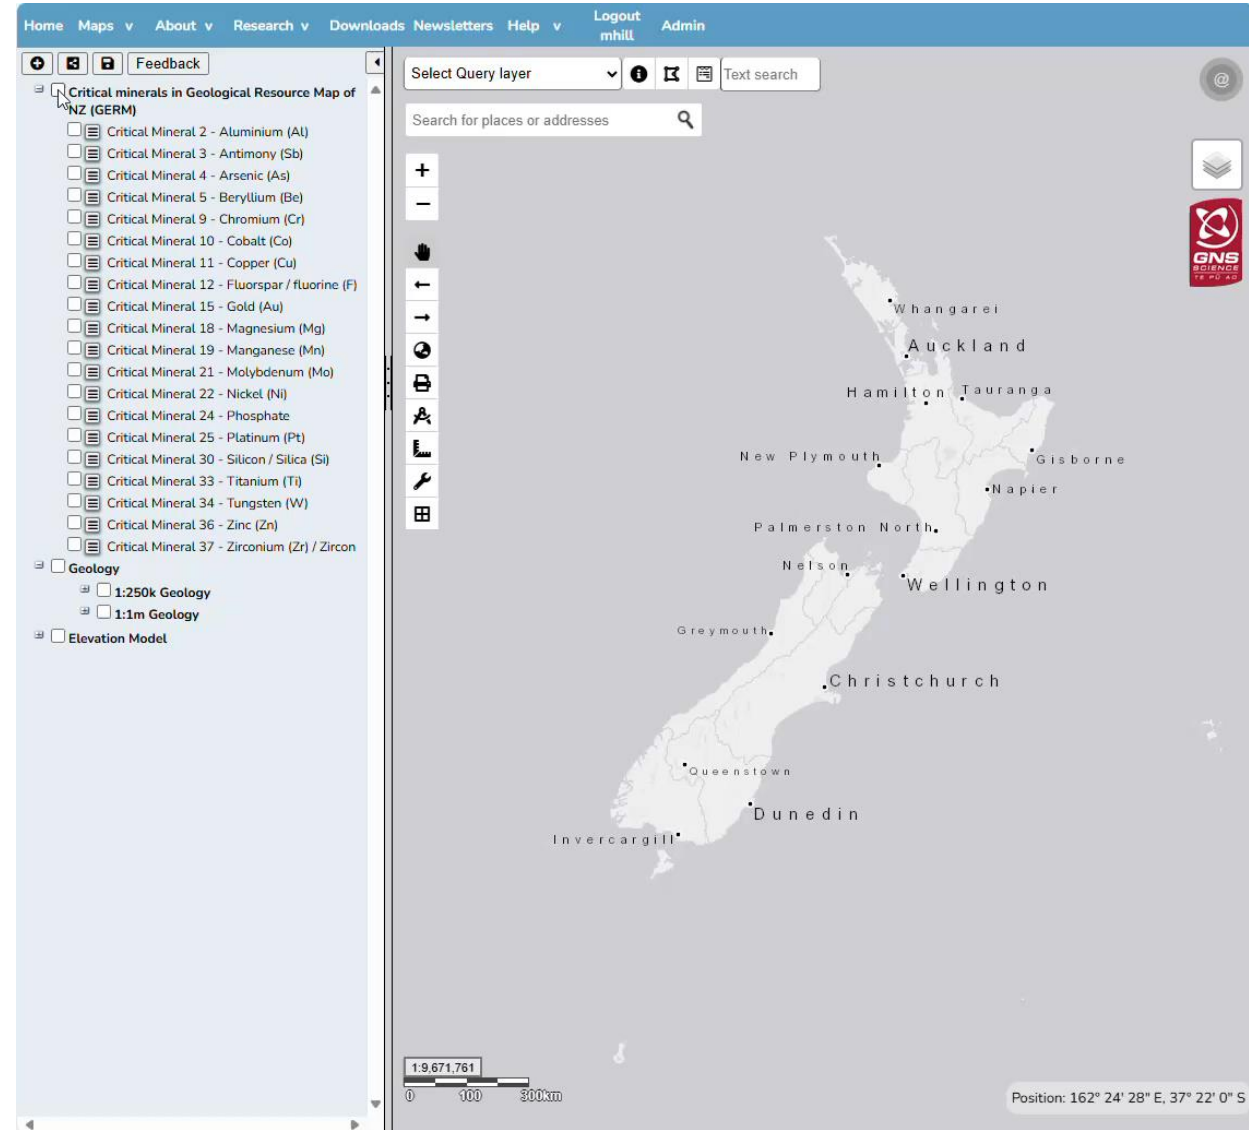 Home Maps v About v Research v Downloads Newsletters Help v Logout mhill Admin
Feedback
Critical minerals in Geological Resource Map of
NZ (GERM)
Critical Mineral 2 - Aluminium (Al)
Critical Mineral 3 - Antimony (Sb)
Critical Mineral 4 - Arsenic (As)
Critical Mineral 5 - Beryllium (Be)
Critical Mineral 9 - Chromium (Cr)
Critical Mineral 10 - Cobalt (Co)
Critical Mineral 11 - Copper (Cu)
Critical Mineral 12 - Fluorspar / fluorine (F)
Critical Mineral 15 - Gold (Au)
Critical Mineral 18 - Magnesium (Mg)
Critical Mineral 19 - Manganese (Mn)
Critical Mineral 21 - Molybdenum (Mo)
Critical Mineral 22 - Nickel (Ni)
Critical Mineral 24 - Phosphate
Critical Mineral 25 - Platinum (Pt)
Critical Mineral 30 - Silicon / Silica (Si)
Critical Mineral 33 - Titanium (Ti)
Critical Mineral 34 - Tungsten (W)
Critical Mineral 36 - Zinc (Zn)
Critical Mineral 37 - Zirconium (Zr) / Zircon
Geology
1:250k Geology
1:1m Geology
Elevation Model
Select Query layer
Text search
Search for places or addresses
@
GNS
SCIENCE
TE PŪ AO
Whangarei
Auckland
Hamilton
Tauranga
New Plymouth
Gisborne
Napier
Palmerston North
Nelson
Wellington
Greymouth
Christchurch
Queenstown
Dunedin
Invercargill
1:9,671,761
0 100 300km
Position: 162° 24' 28" E, 37° 22' 0" S